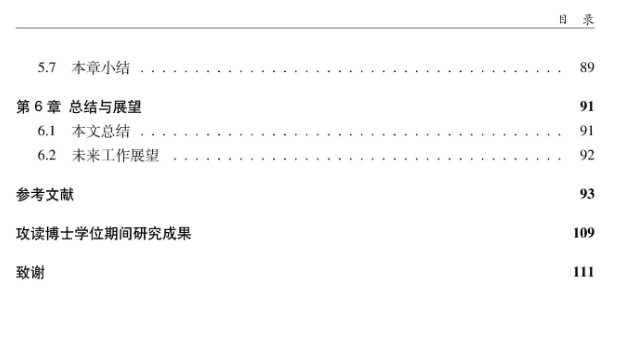 目 录
5.7 本章小结 . . . . . . . . . . . . . . . . . . . . . . . . . . . . . . . . . . . . . . . 89
第 6 章 总结与展望 91
6.1 本文总结 . . . . . . . . . . . . . . . . . . . . . . . . . . . . . . . . . . . . . . . 91
6.2 未来工作展望 . . . . . . . . . . . . . . . . . . . . . . . . . . . . . . . . . . . . 92
参考文献 93
攻读博士学位期间研究成果 109
致谢 111